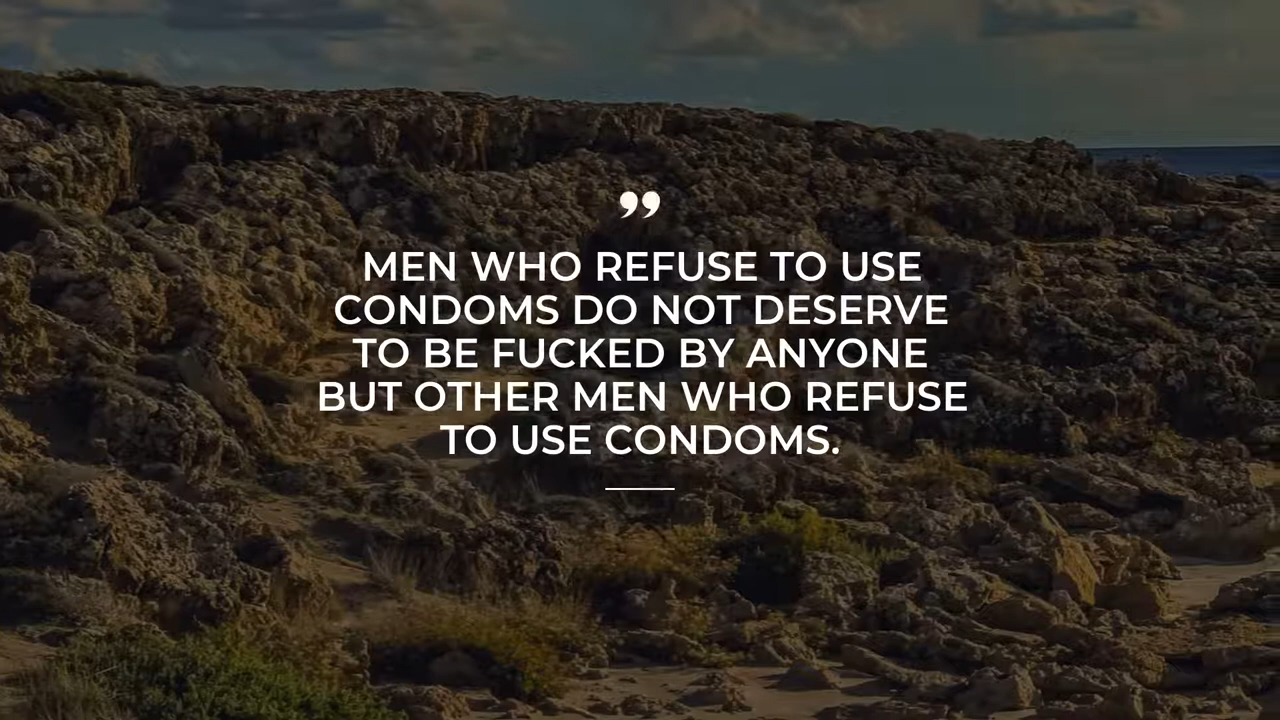 ”
MEN WHO REFUSE TO USE
CONDOMS DO NOT DESERVE
TO BE FUCKED BY ANYONE
BUT OTHER MEN WHO REFUSE
TO USE CONDOMS.